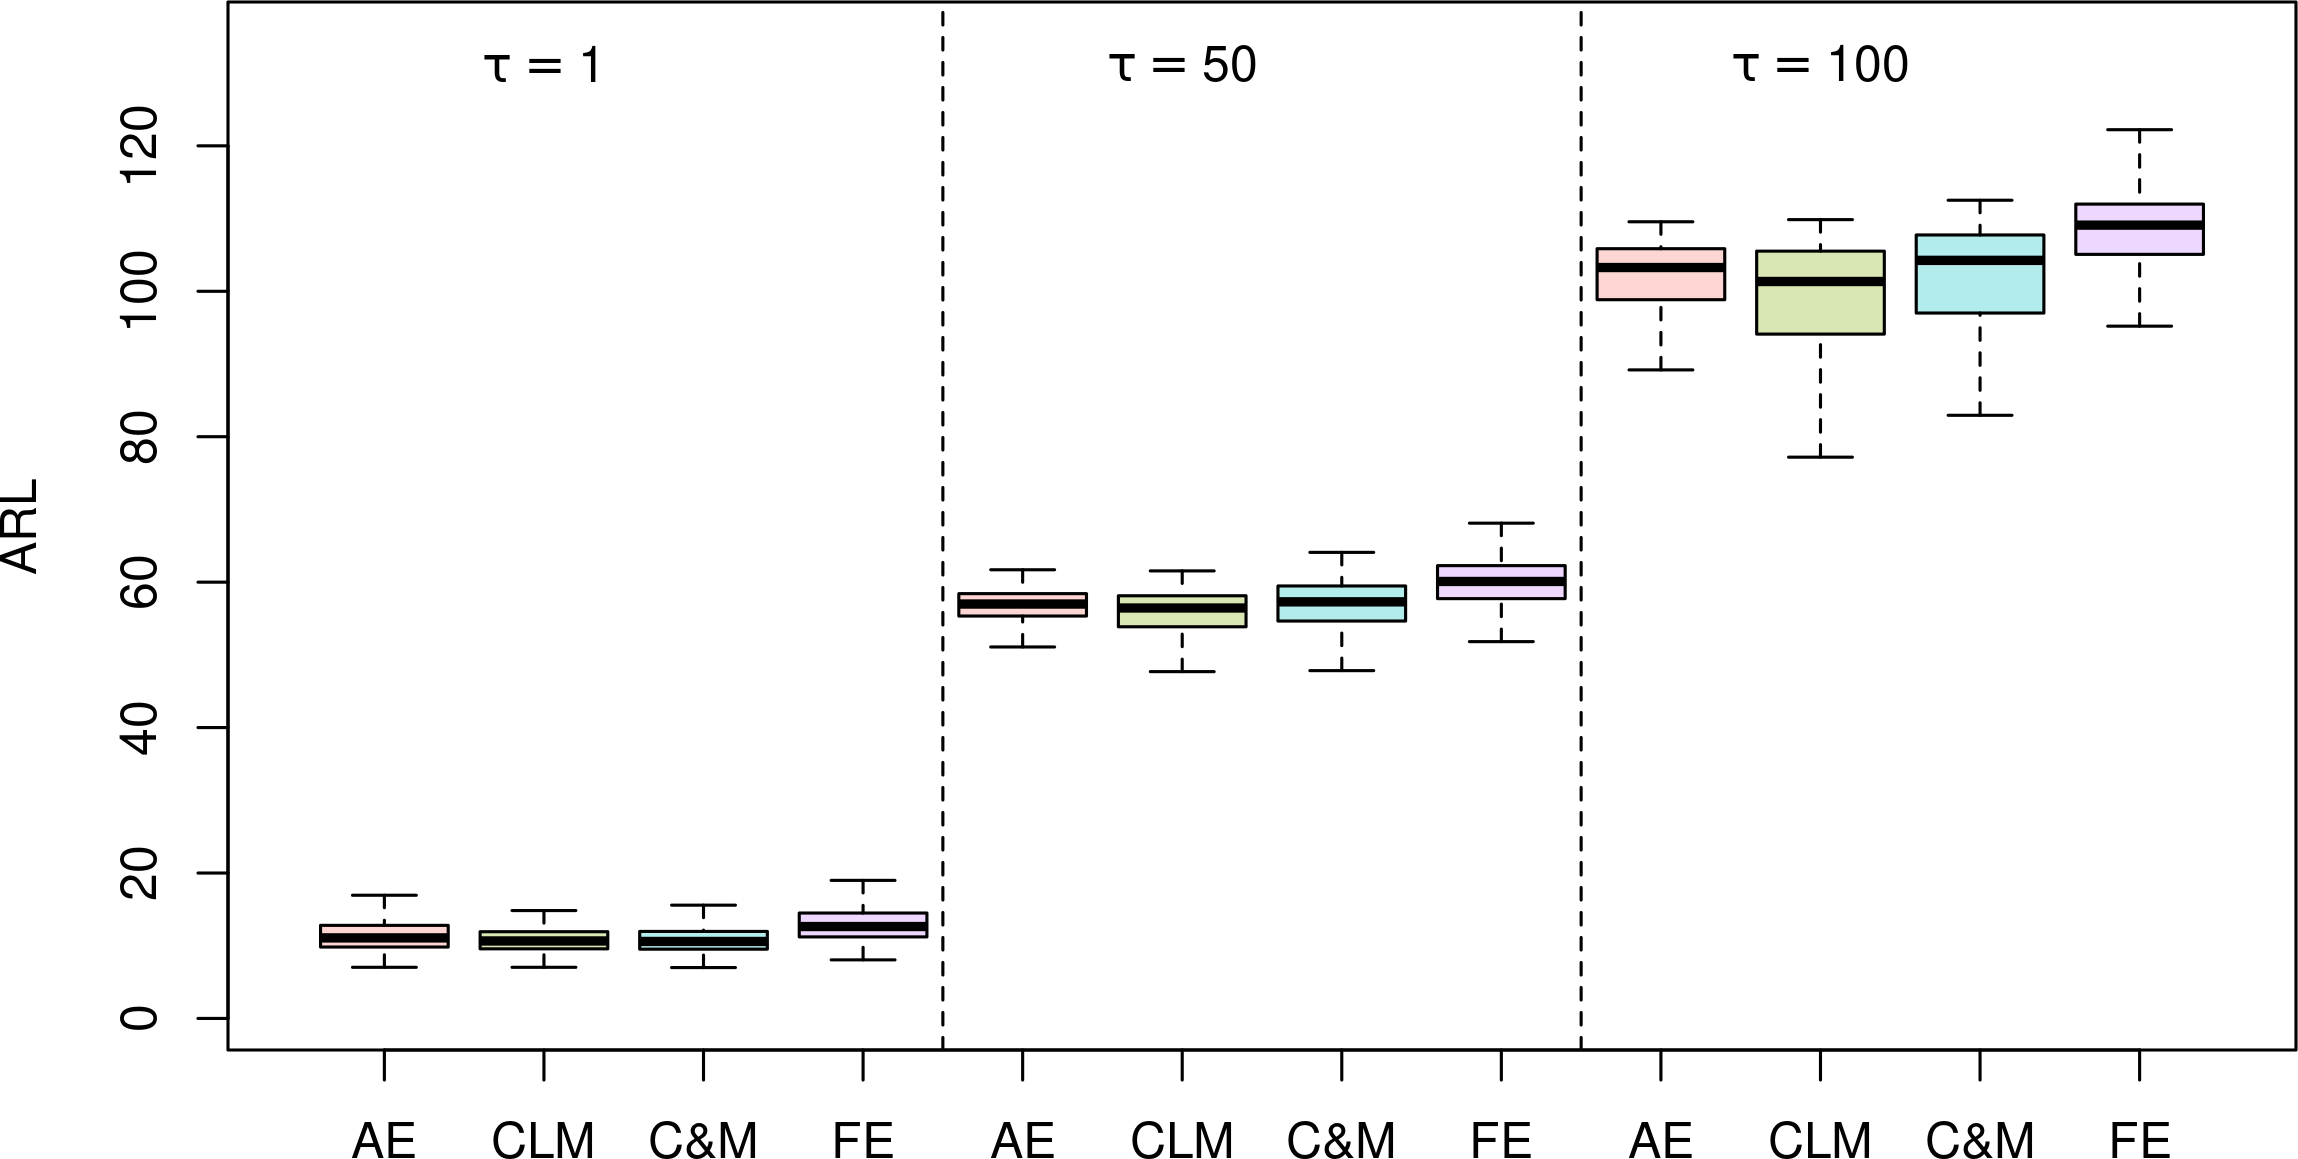 τ = 1
τ = 50
τ = 100
ARL
120
100
80
60
40
20
0
AE CLM C&M FE AE CLM C&M FE AE CLM C&M FE